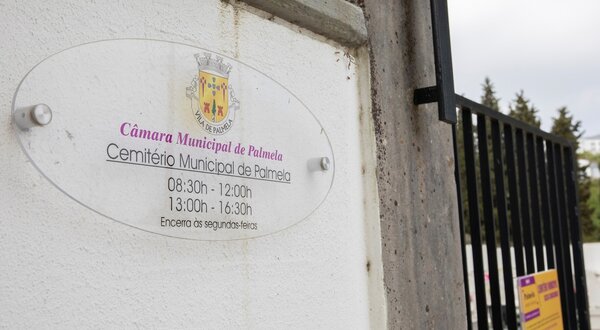 VILA DE PALMELA
Câmara Municipal de Palmela
Cemitério Municipal de Palmela
08:30h - 12:00h
13:00h - 16:30h
Encerra às segundas-feiras
Palmela